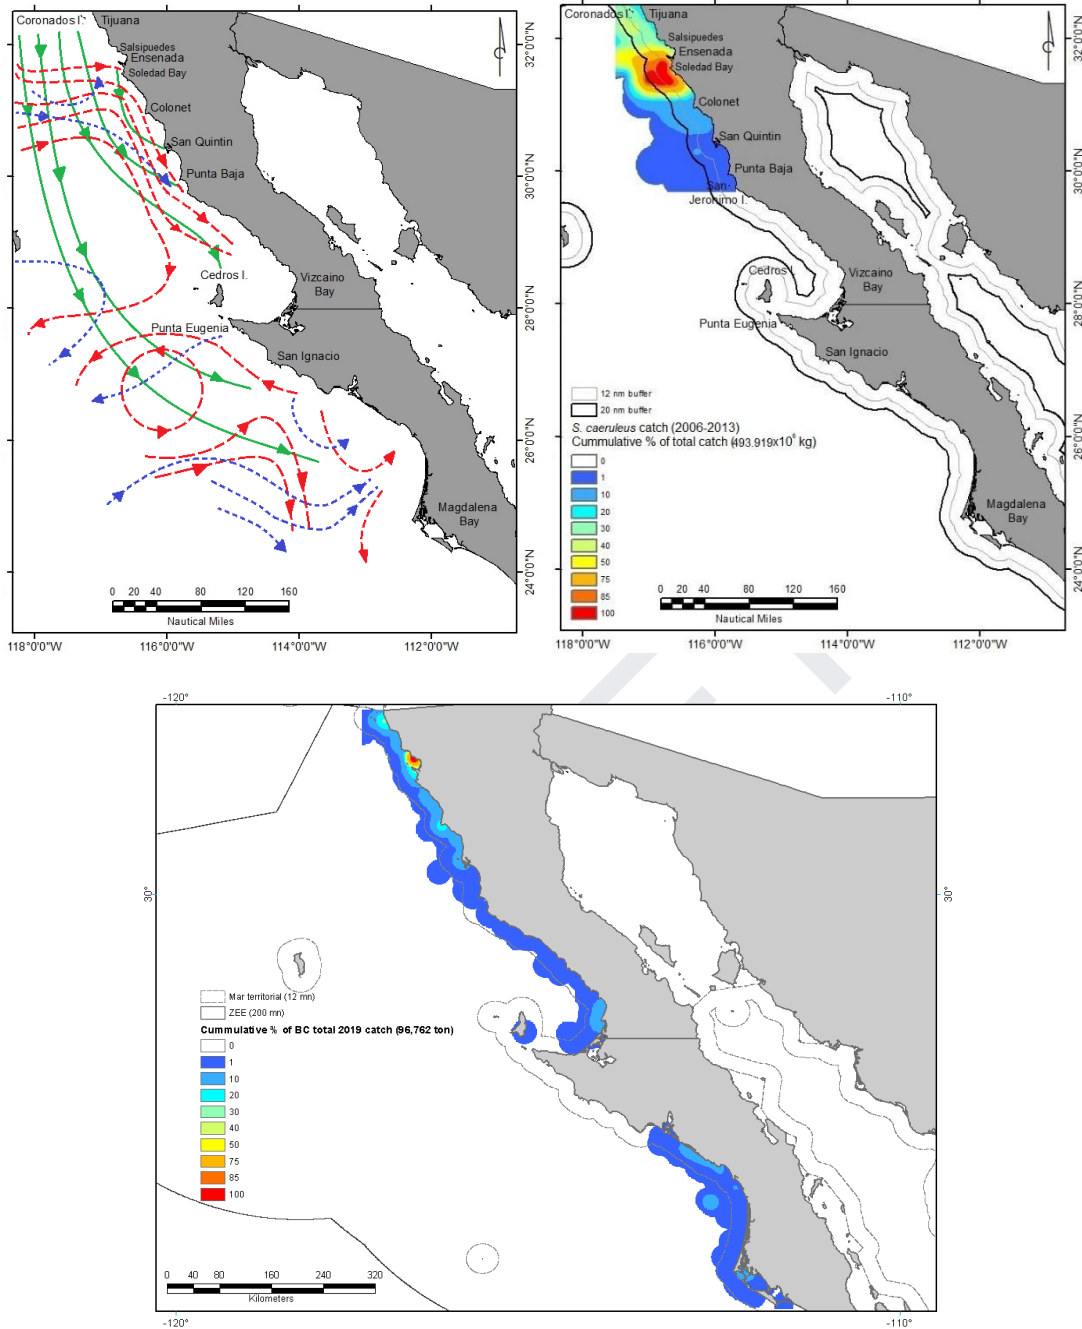 Coronados I.
Tijuana
Salsipuedes
Ensenada
Soledad Bay
Colonet
San Quintin
Punta Baja
Cedros I.
Vizcaino
Bay
Punta Eugenia
San Ignacio
Magdalena
Bay
0 20 40 80 120 160
Nautical Miles
118°0'0"W 116°0'0"W 114°0'0"W 112°0'0"W
32°0'0"N
30°0'0"N
28°0'0"N
26°0'0"N
24°0'0"N
Coronados I.
Tijuana
Salsipuedes
Ensenada
Soledad Bay
Colonet
San Quintin
Punta Baja
San
Jeronimo I.
Cedros I.
Vizcaino
Bay
Punta Eugenia
San Ignacio
Magdalena
Bay
12 nm buffer
20 nm buffer
S. caeruleus catch (2006-2013)
Cummulative % of total catch (493.919x10⁶ kg)
0
1
10
20
30
40
50
75
85
100
0 20 40 80 120 160
Nautical Miles
118°0'0"W 116°0'0"W 114°0'0"W 112°0'0"W
32°0'0"N
30°0'0"N
28°0'0"N
26°0'0"N
24°0'0"N
-120° -110°
30° 30°
Mar territorial (12 mn)
ZEE (200 mn)
Cummulative % of BC total 2019 catch (96,762 ton)
0
1
10
20
30
40
50
75
85
100
0 40 80 160 240 320
Kilometers
-120° -110°